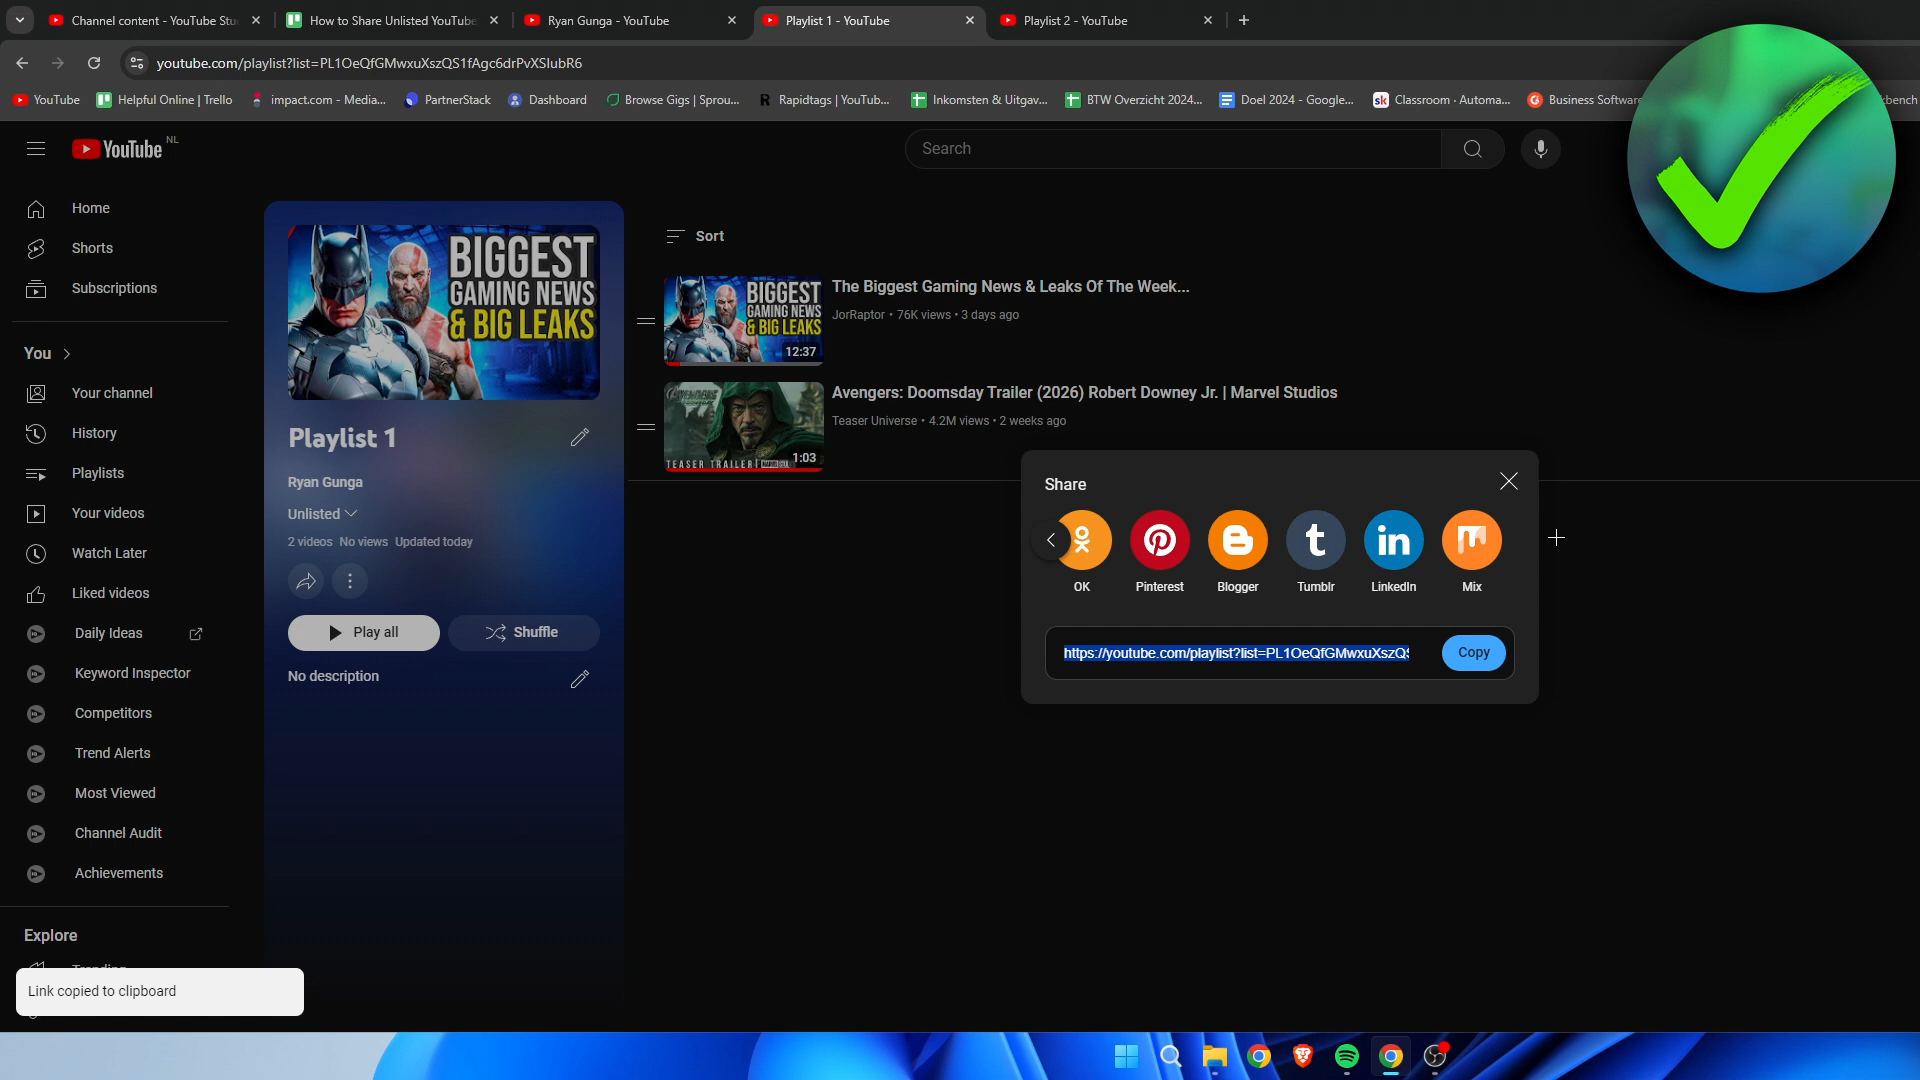 Channel content - YouTube Stu
How to Share Unlisted YouTube
Ryan Gunga - YouTube
Playlist 1 - YouTube
Playlist 2 - YouTube
youtube.com/playlist?list=PL1OeQfGMwxuXszQS1fAgc6drPvXSlubR6
YouTube
Helpful Online | Trello
impact.com - Media...
PartnerStack
Dashboard
Browse Gigs | Sprou...
Rapidtags | YouTub...
Inkomsten & Uitgav...
BTW Overzicht 2024...
Doel 2024 - Google...
Classroom · Automa...
Business Software
YouTube NL
Search
Home
Shorts
Subscriptions
You
Your channel
History
Playlists
Your videos
Watch Later
Liked videos
Daily Ideas
Keyword Inspector
Competitors
Trend Alerts
Most Viewed
Channel Audit
Achievements
Explore
Link copied to clipboard
BIGGEST
GAMING NEWS
& BIG LEAKS
Playlist 1
Ryan Gunga
Unlisted
2 videos No views Updated today
Play all
Shuffle
No description
Sort
BIGGEST
GAMING NEWS
& BIG LEAKS
12:37
The Biggest Gaming News & Leaks Of The Week...
JorRaptor • 76K views • 3 days ago
TEASER TRAILER
1:03
Avengers: Doomsday Trailer (2026) Robert Downey Jr. | Marvel Studios
Teaser Universe • 4.2M views • 2 weeks ago
Share
OK
Pinterest
Blogger
Tumblr
LinkedIn
Mix
https://youtube.com/playlist?list=PL1OeQfGMwxuXszQS
Copy